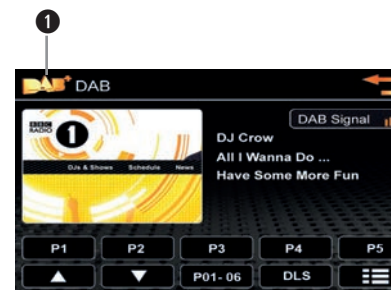 1
DAB+ DAB
DAB Signal
BBC
RADIO
1
DJs & Shows Schedule News
DJ Crow
All I Wanna Do ...
Have Some More Fun
P1 P2 P3 P4 P5
P01-06 DLS